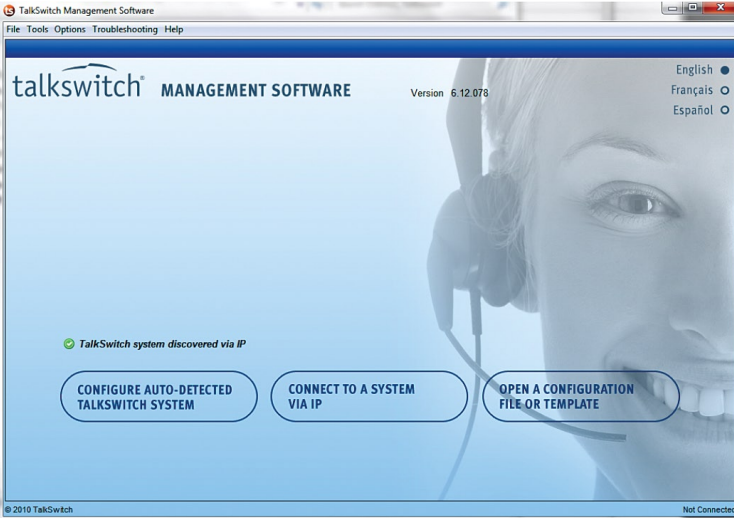 TalkSwitch Management Software
File Tools Options Troubleshooting Help
talkswitch® MANAGEMENT SOFTWARE
Version 6.12.078
English
Français
Español
TalkSwitch system discovered via IP
CONFIGURE AUTO-DETECTED
TALKSWITCH SYSTEM
CONNECT TO A SYSTEM
VIA IP
OPEN A CONFIGURATION
FILE OR TEMPLATE
© 2010 TalkSwitch
Not Connected